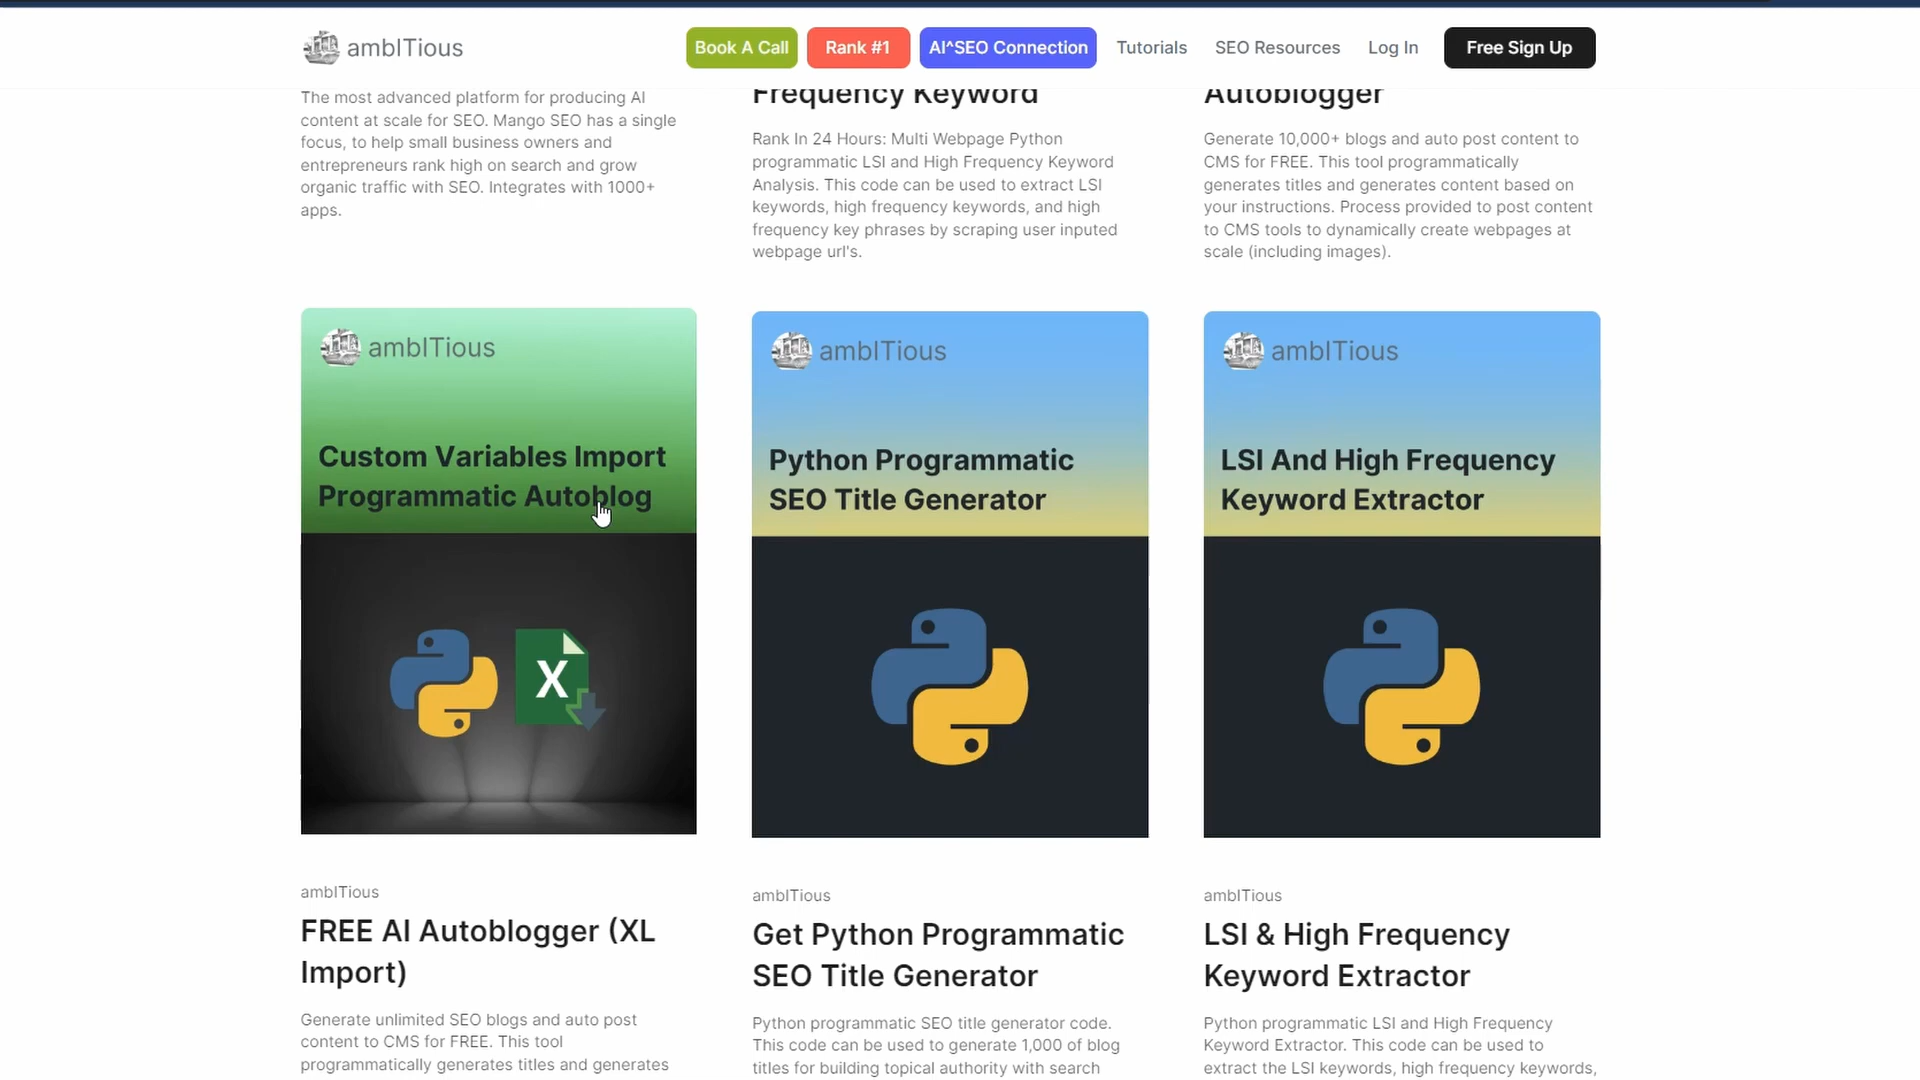 ambITious
Book A Call
Rank #1
AI^SEO Connection
Tutorials
SEO Resources
Log In
Free Sign Up
The most advanced platform for producing AI
content at scale for SEO. Mango SEO has a single
focus, to help small business owners and
entrepreneurs rank high on search and grow
organic traffic with SEO. Integrates with 1000+
apps.
Frequency Keyword
Rank In 24 Hours: Multi Webpage Python
programmatic LSI and High Frequency Keyword
Analysis. This code can be used to extract LSI
keywords, high frequency keywords, and high
frequency key phrases by scraping user inputed
webpage url's.
Autoblogger
Generate 10,000+ blogs and auto post content to
CMS for FREE. This tool programmatically
generates titles and generates content based on
your instructions. Process provided to post content
to CMS tools to dynamically create webpages at
scale (including images).
ambITious
Custom Variables Import
Programmatic Autoblog
X
ambITious
FREE AI Autoblogger (XL
Import)
Generate unlimited SEO blogs and auto post
content to CMS for FREE. This tool
programmatically generates titles and generates
ambITious
Python Programmatic
SEO Title Generator
ambITious
Get Python Programmatic
SEO Title Generator
Python programmatic SEO title generator code.
This code can be used to generate 1,000 of blog
titles for building topical authority with search
ambITious
LSI And High Frequency
Keyword Extractor
ambITious
LSI & High Frequency
Keyword Extractor
Python programmatic LSI and High Frequency
Keyword Extractor. This code can be used to
extract the LSI keywords, high frequency keywords,